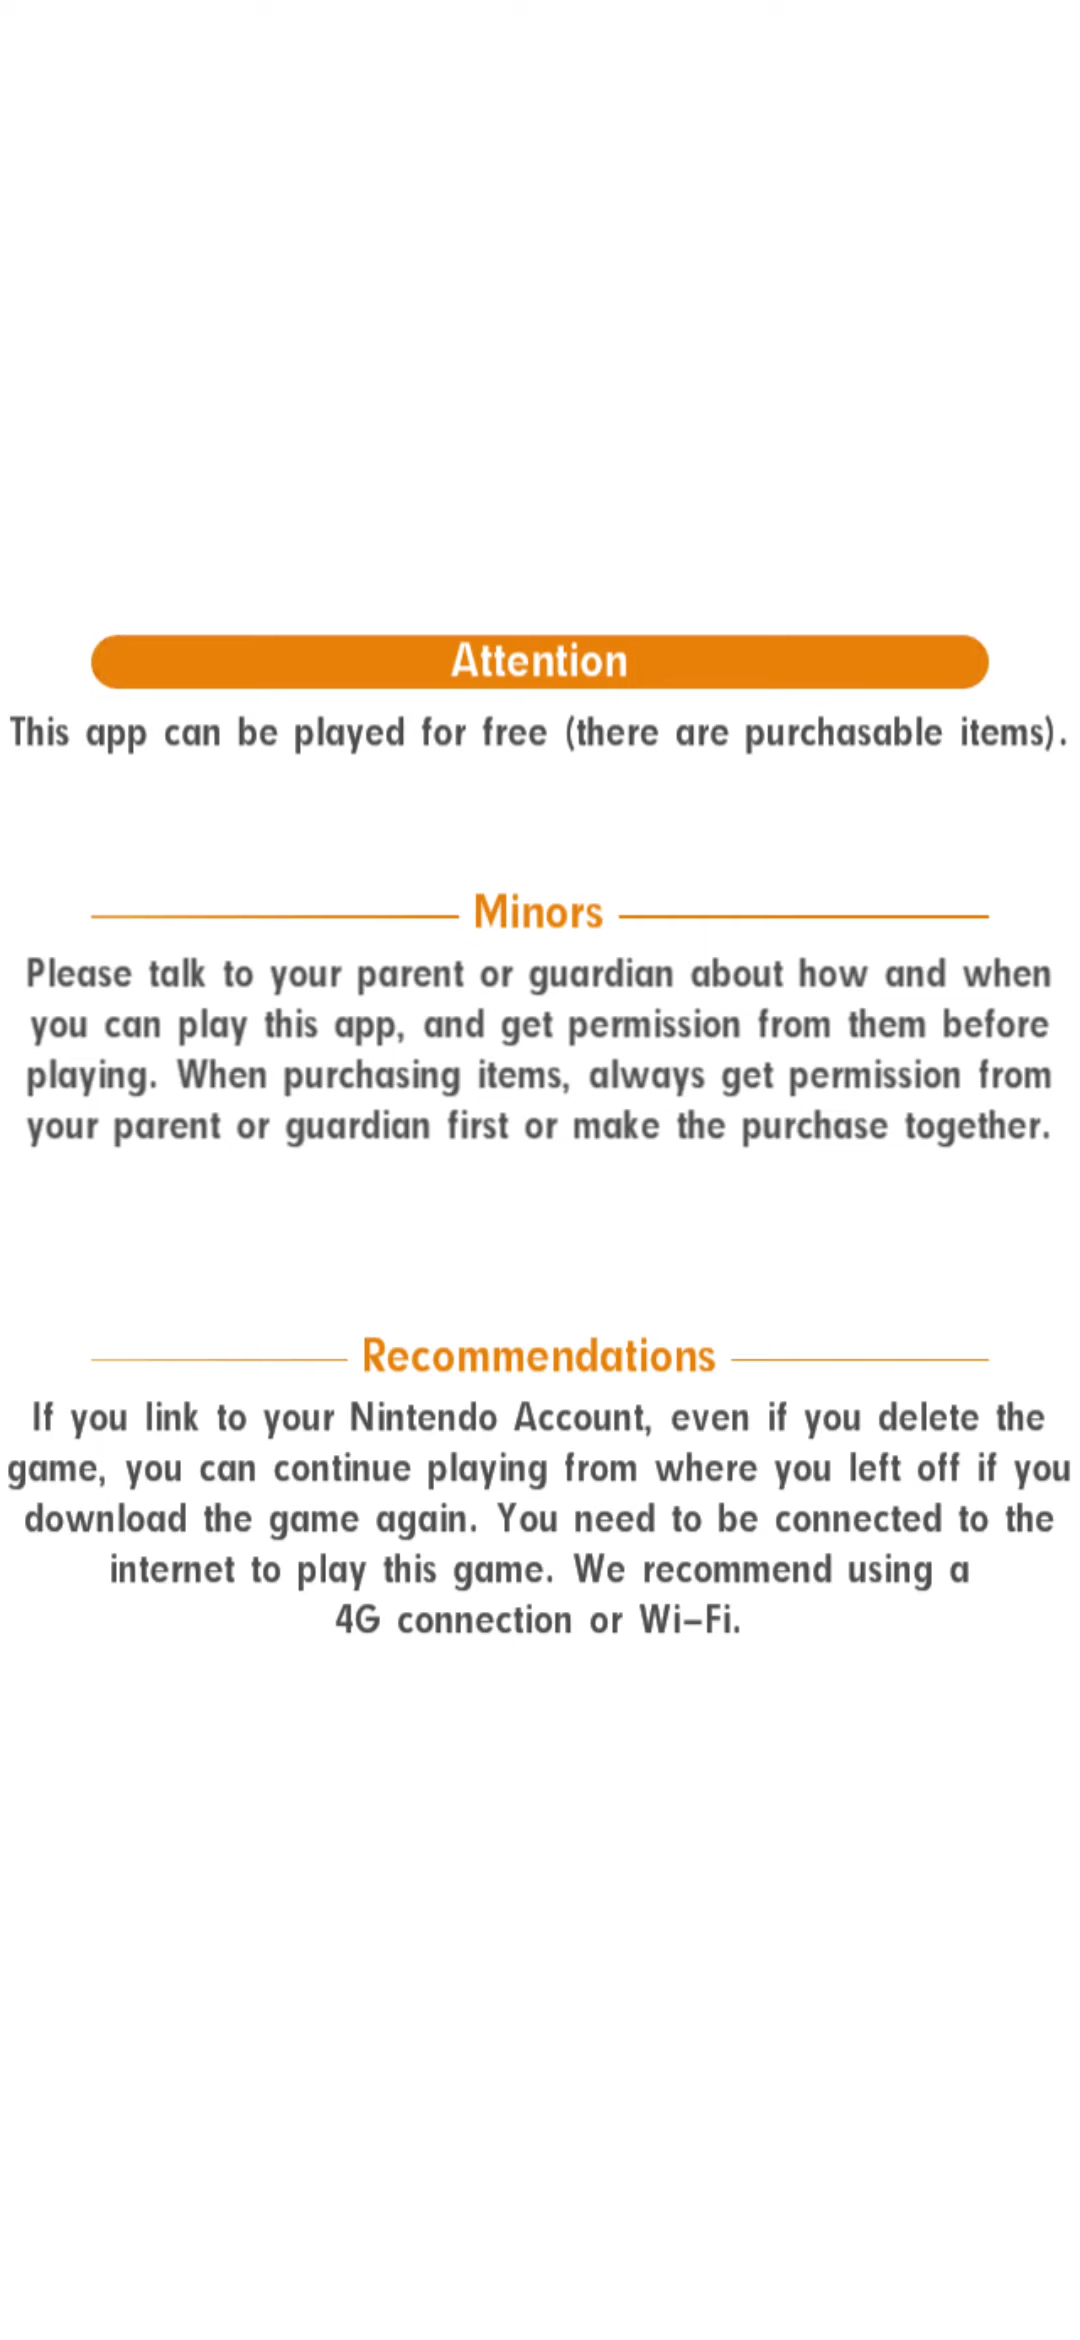 Attention
This app can be played for free (there are purchasable items).
Minors
Please talk to your parent or guardian about how and when
you can play this app, and get permission from them before
playing. When purchasing items, always get permission from
your parent or guardian first or make the purchase together.
Recommendations
If you link to your Nintendo Account, even if you delete the
game, you can continue playing from where you left off if you
download the game again. You need to be connected to the
internet to play this game. We recommend using a
4G connection or Wi-Fi.